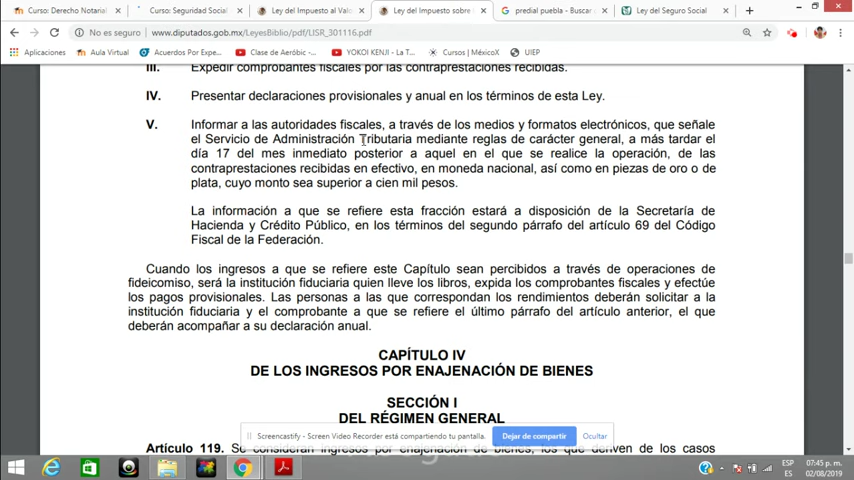 Curso: Derecho Notarial
Curso: Seguridad Social
Ley del Impuesto al Valo
Ley del Impuesto sobre
predial puebla - Buscar
Ley del Seguro Social
No es seguro | www.diputados.gob.mx/LeyesBiblio/pdf/LISR_301116.pdf
Aplicaciones
Aula Virtual
Acuerdos Por Expe...
Clase de Aeróbic -...
YOKOI KENJI - La T...
Cursos | MéxicoX
UIEP
III. Expedir comprobantes fiscales por las contraprestaciones recibidas.
IV. Presentar declaraciones provisionales y anual en los términos de esta Ley.
V. Informar a las autoridades fiscales, a través de los medios y formatos electrónicos, que señale
el Servicio de Administración Tributaria mediante reglas de carácter general, a más tardar el
día 17 del mes inmediato posterior a aquel en el que se realice la operación, de las
contraprestaciones recibidas en efectivo, en moneda nacional, así como en piezas de oro o de
plata, cuyo monto sea superior a cien mil pesos.
La información a que se refiere esta fracción estará a disposición de la Secretaría de
Hacienda y Crédito Público, en los términos del segundo párrafo del artículo 69 del Código
Fiscal de la Federación.
Cuando los ingresos a que se refiere este Capítulo sean percibidos a través de operaciones de
fideicomiso, será la institución fiduciaria quien lleve los libros, expida los comprobantes fiscales y efectúe
los pagos provisionales. Las personas a las que correspondan los rendimientos deberán solicitar a la
institución fiduciaria y el comprobante a que se refiere el último párrafo del artículo anterior, el que
deberán acompañar a su declaración anual.
CAPÍTULO IV
DE LOS INGRESOS POR ENAJENACIÓN DE BIENES
SECCIÓN I
DEL RÉGIMEN GENERAL
Screencastify - Screen Video Recorder está compartiendo tu pantalla.
Dejar de compartir
Ocultar
Artículo 119. Se consideran ingresos por enajenación de bienes, los que deriven de los casos
ESP
ES
07:45 p. m.
02/08/2019